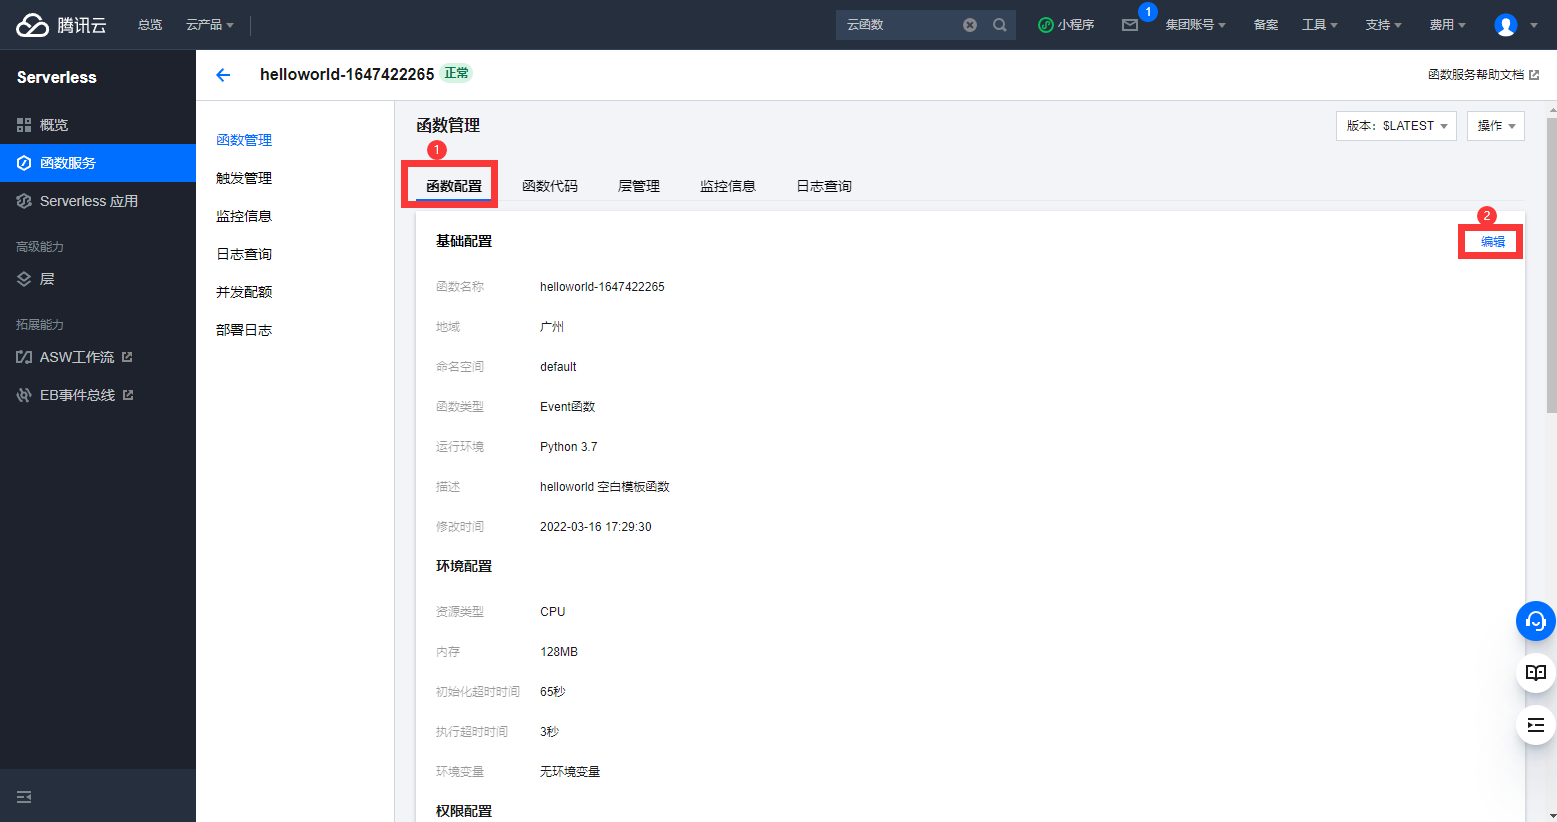 腾讯云 总览 云产品 云函数 小程序 1 集团账号 备案 工具 支持 费用
Serverless
概览
函数服务
Serverless 应用
高级能力
层
拓展能力
ASW工作流
EB事件总线
helloworld-1647422265 正常 函数服务帮助文档
函数管理
触发管理
监控信息
日志查询
并发配额
部署日志
函数管理 版本：$LATEST 操作
1
函数配置 函数代码 层管理 监控信息 日志查询
2
基础配置 编辑
函数名称 helloworld-1647422265
地域 广州
命名空间 default
函数类型 Event函数
运行环境 Python 3.7
描述 helloworld 空白模板函数
修改时间 2022-03-16 17:29:30
环境配置
资源类型 CPU
内存 128MB
初始化超时时间 65秒
执行超时时间 3秒
环境变量 无环境变量
权限配置